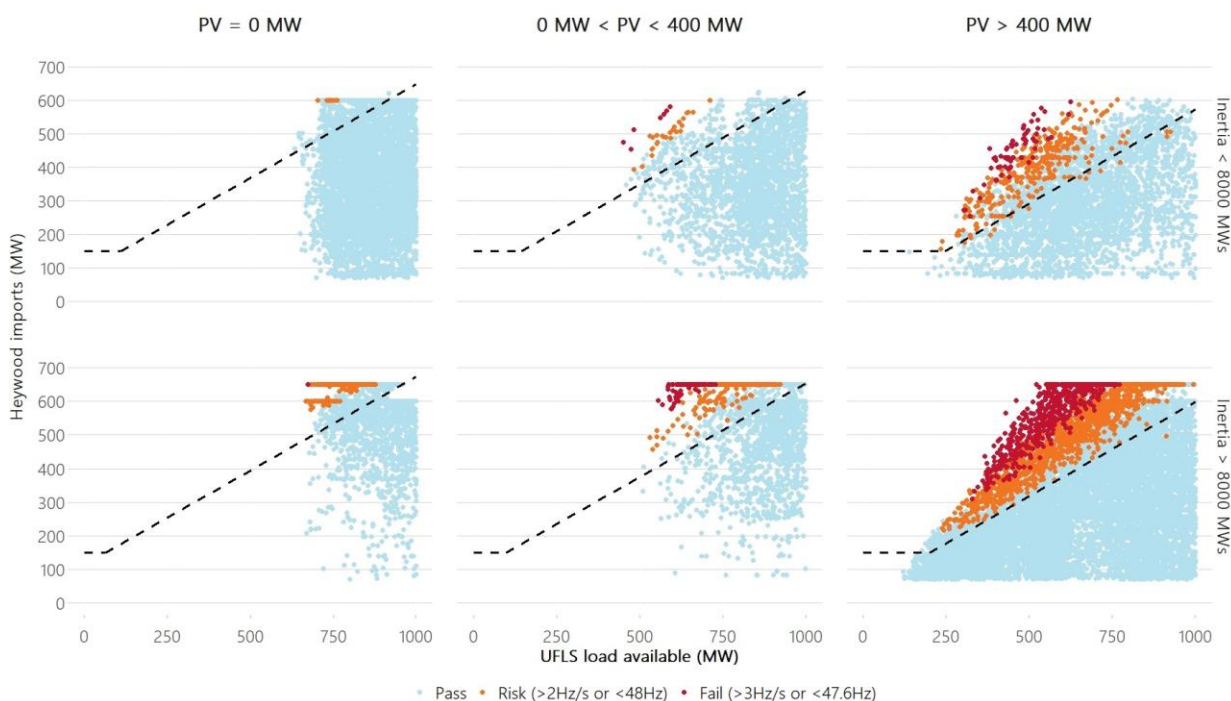 PV = 0 MW
0 MW < PV < 400 MW
PV > 400 MW
Heywood imports (MW)
700
600
500
400
300
200
100
0
Inertia < 8000 MWs
700
600
500
400
300
200
100
0
Inertia > 8000 MWs
0 250 500 750 1000
0 250 500 750 1000
0 250 500 750 1000
UFLS load available (MW)
Pass Risk (>2Hz/s or <48Hz) Fail (>3Hz/s or <47.6Hz)